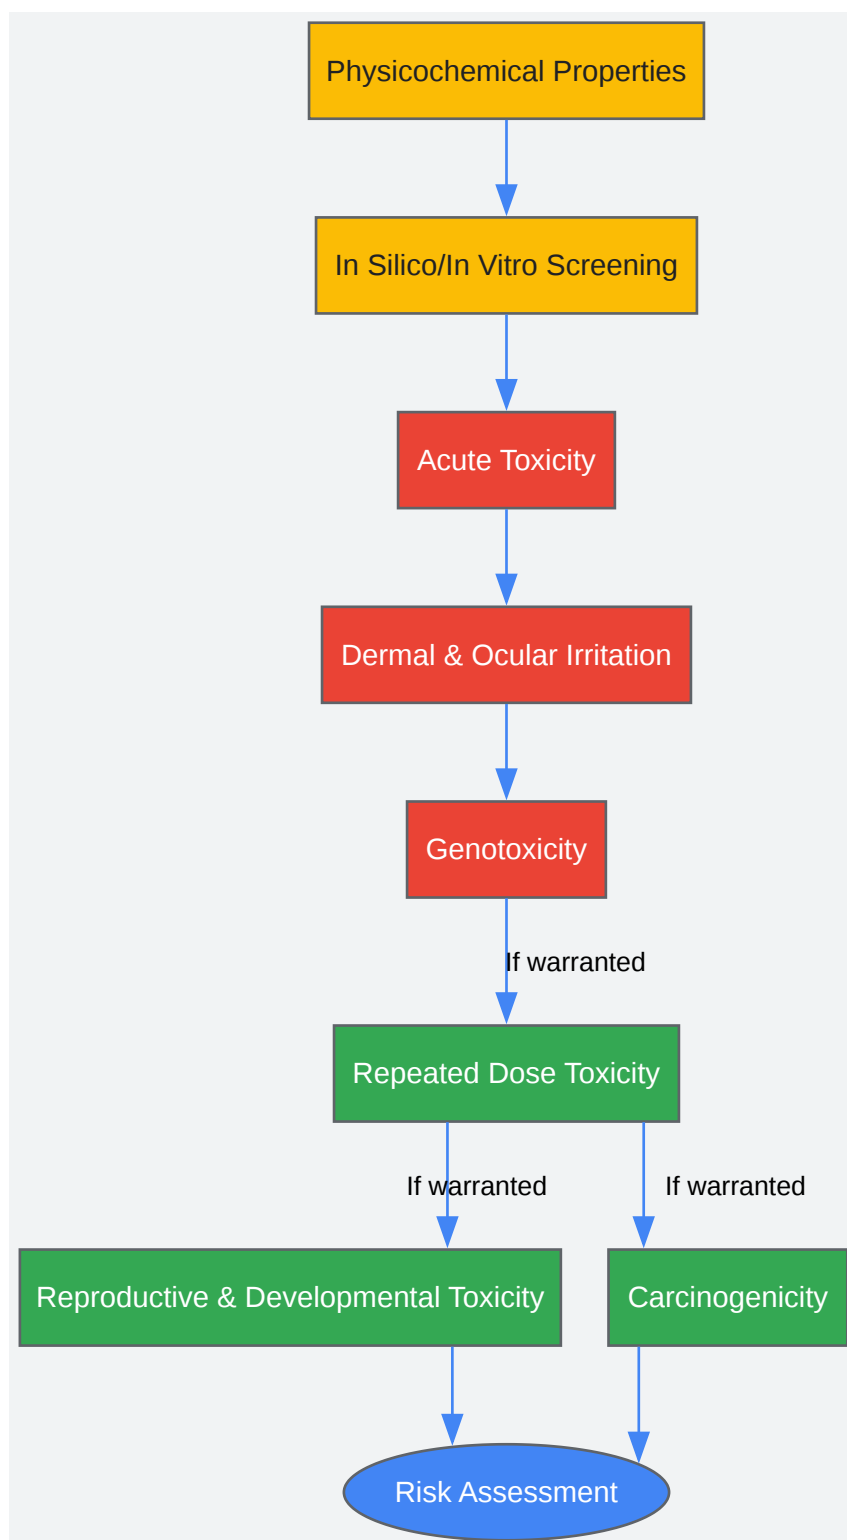 Physicochemical Properties
In Silico/In Vitro Screening
Acute Toxicity
Dermal & Ocular Irritation
Genotoxicity
If warranted
Repeated Dose Toxicity
If warranted
If warranted
Reproductive & Developmental Toxicity
Carcinogenicity
Risk Assessment